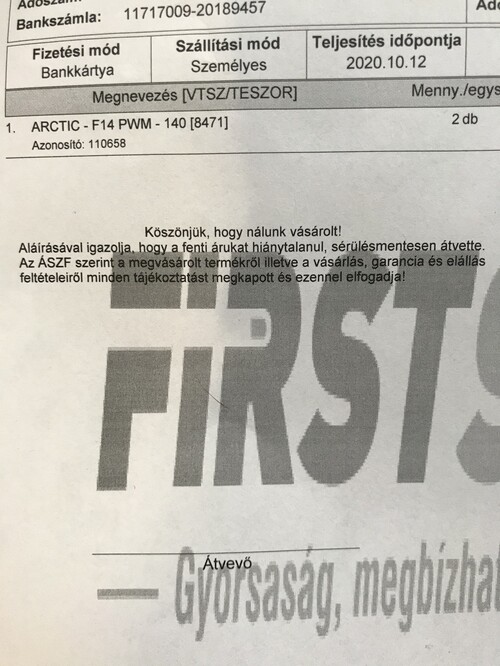 Bankszámla: 11717009-20189457
Fizetési mód
Szállítási mód
Teljesítés időpontja
Bankkártya
Személyes
2020.10.12
Megnevezés [VTSZ/TESZOR]
Menny./egys
1. ARCTIC - F14 PWM - 140 [8471]
2 db
Azonosító: 110658
Köszönjük, hogy nálunk vásárolt!
Aláírásával igazolja, hogy a fenti árukat hiánytalanul, sérülésmentesen átvette.
Az ÁSZF szerint a megvásárolt termékről illetve a vásárlás, garancia és elállás
feltételeiről minden tájékoztatást megkapott és ezennel elfogadja!
FIRSTS
Átvevő
— Gyorsaság, megbízhat